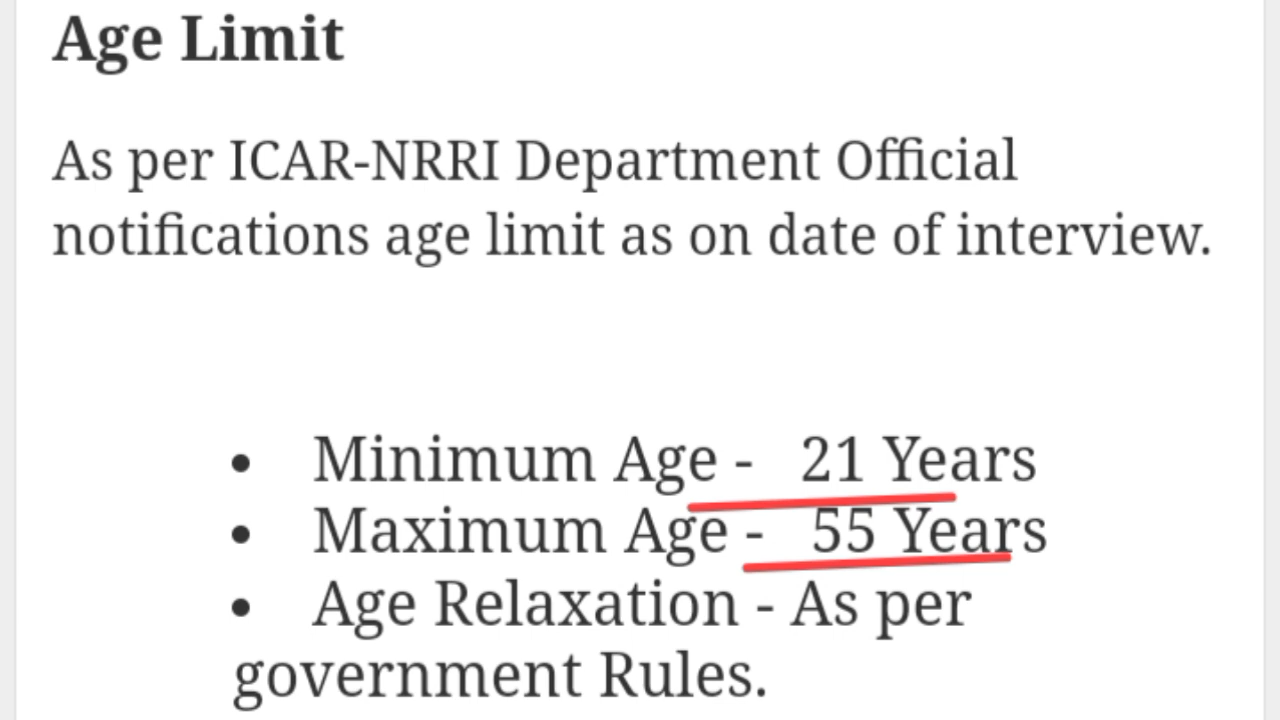 Age Limit
As per ICAR-NRRI Department Official
notifications age limit as on date of interview.
• Minimum Age - 21 Years
• Maximum Age - 55 Years
• Age Relaxation - As per
government Rules.